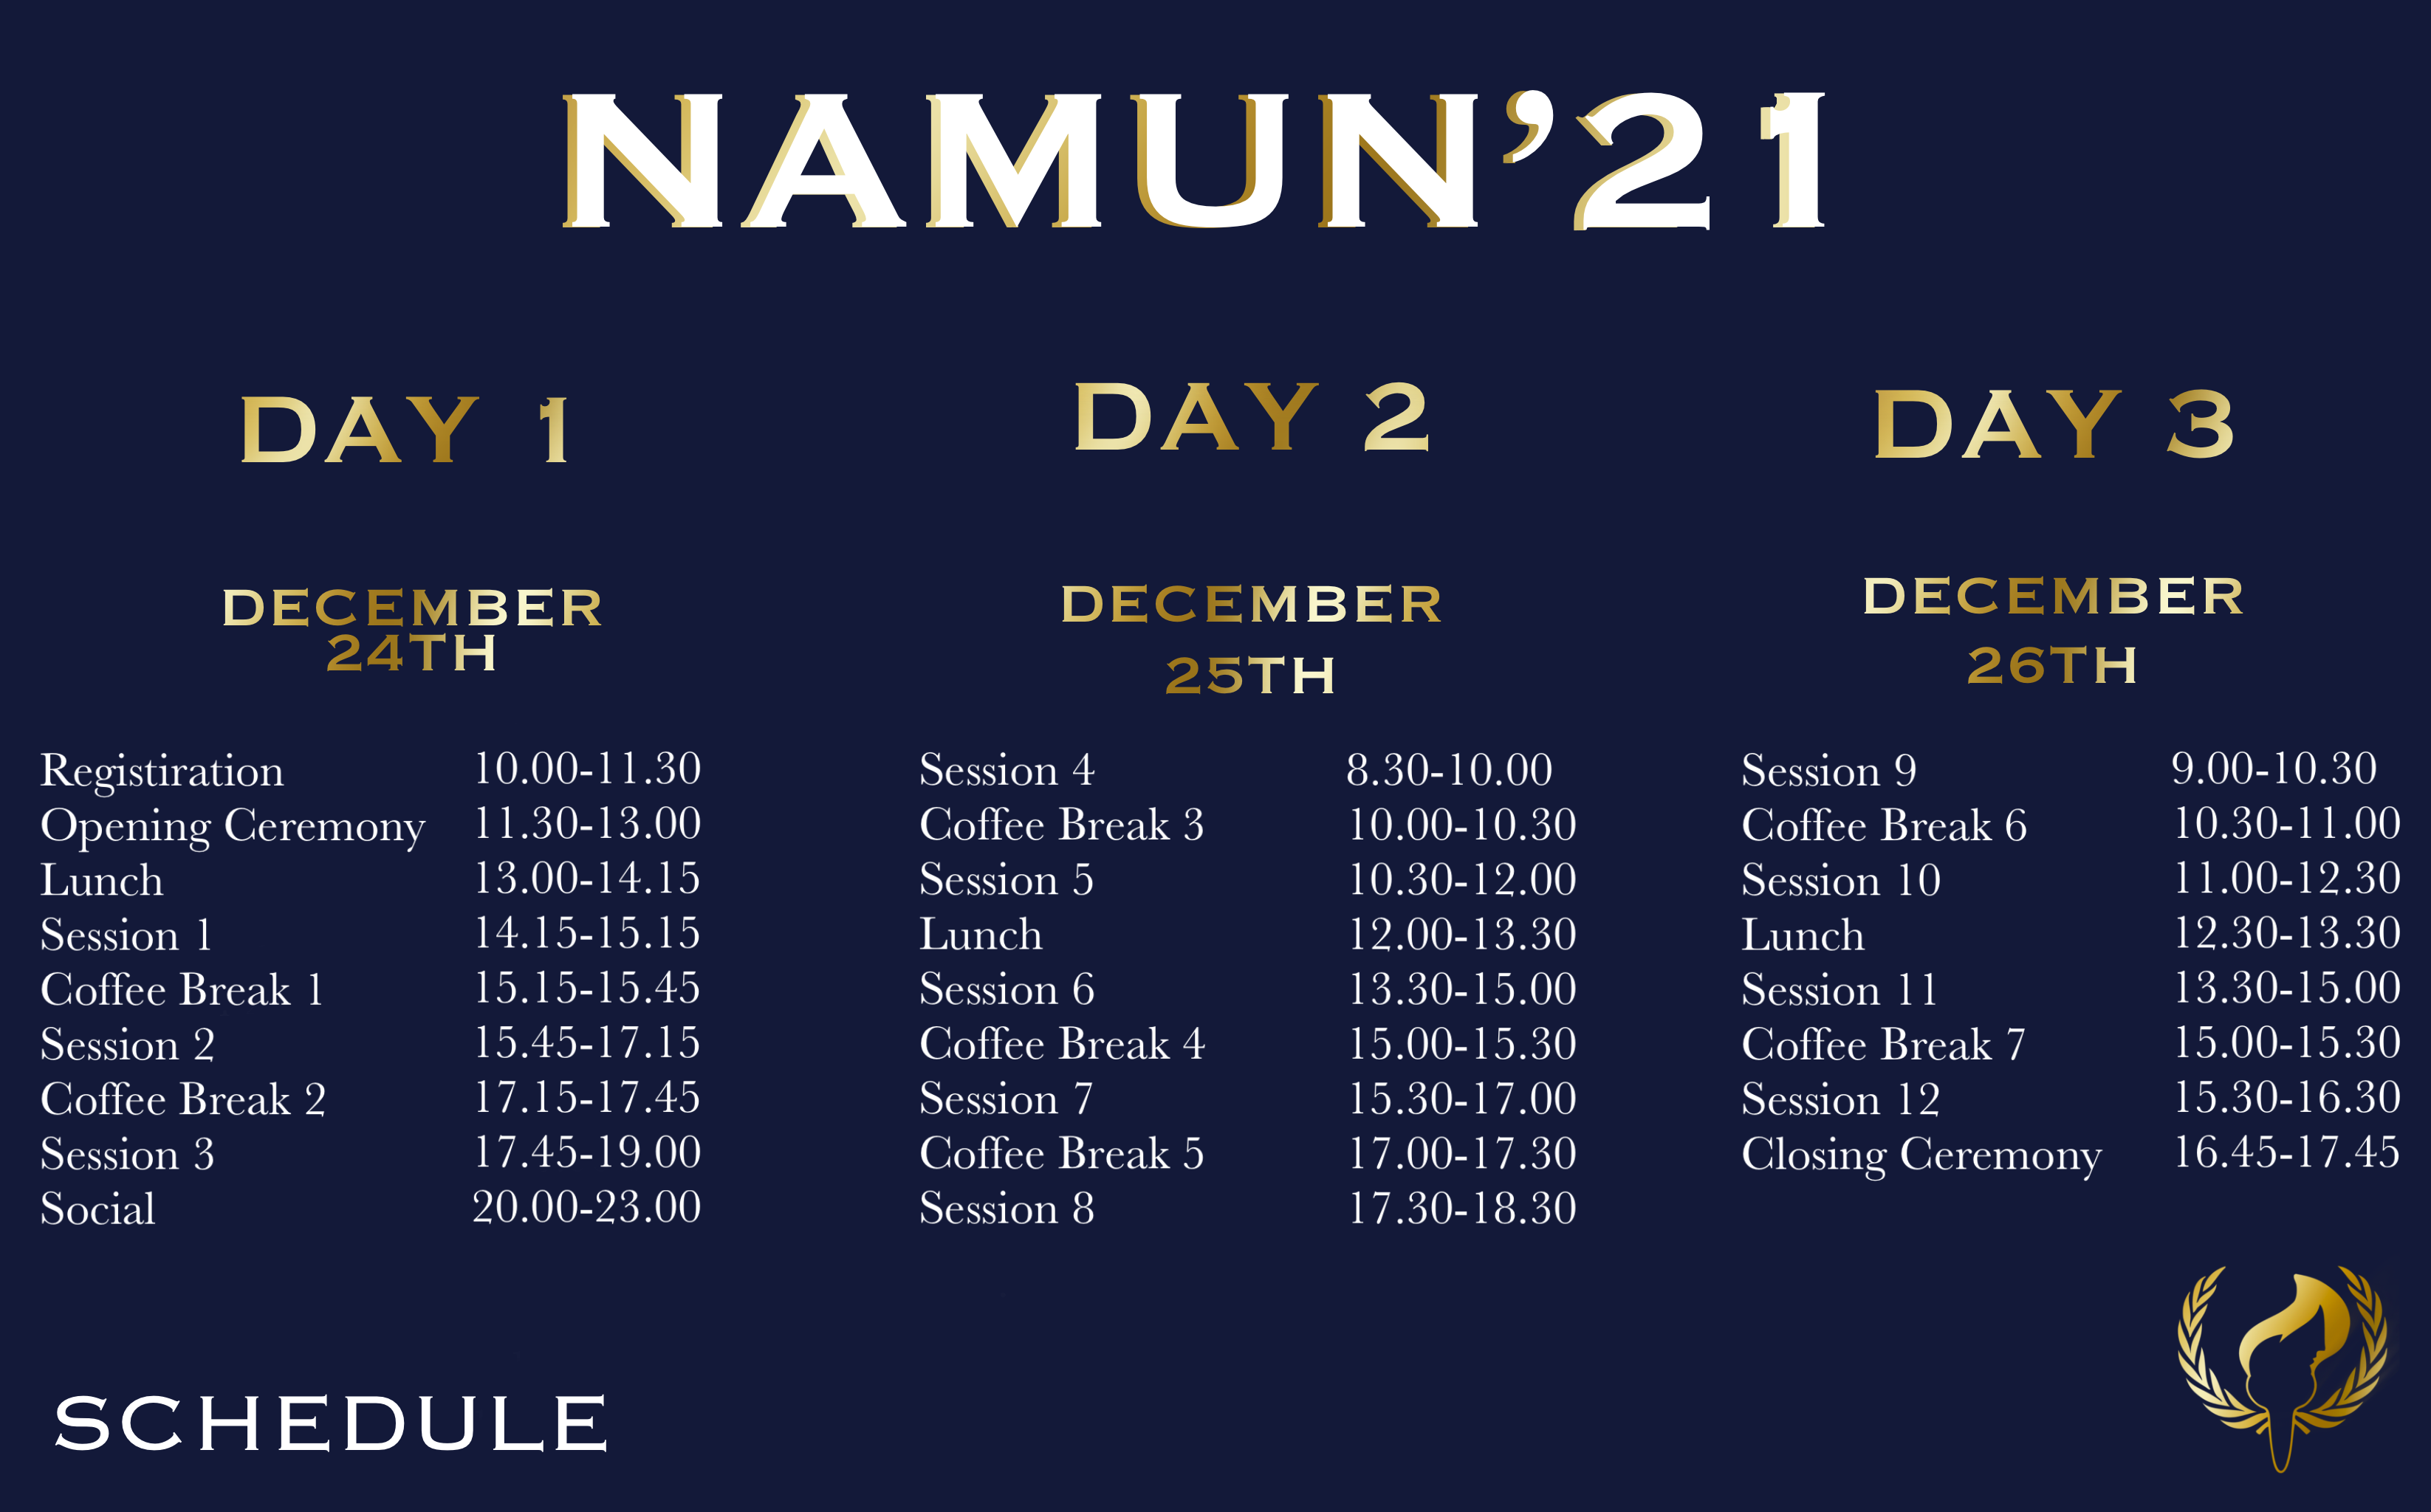 NAMUN’21
DAY 1
DECEMBER
24TH
Registiration 10.00-11.30
Opening Ceremony 11.30-13.00
Lunch 13.00-14.15
Session 1 14.15-15.15
Coffee Break 1 15.15-15.45
Session 2 15.45-17.15
Coffee Break 2 17.15-17.45
Session 3 17.45-19.00
Social 20.00-23.00
DAY 2
DECEMBER
25TH
Session 4 8.30-10.00
Coffee Break 3 10.00-10.30
Session 5 10.30-12.00
Lunch 12.00-13.30
Session 6 13.30-15.00
Coffee Break 4 15.00-15.30
Session 7 15.30-17.00
Coffee Break 5 17.00-17.30
Session 8 17.30-18.30
DAY 3
DECEMBER
26TH
Session 9 9.00-10.30
Coffee Break 6 10.30-11.00
Session 10 11.00-12.30
Lunch 12.30-13.30
Session 11 13.30-15.00
Coffee Break 7 15.00-15.30
Session 12 15.30-16.30
Closing Ceremony 16.45-17.45
SCHEDULE